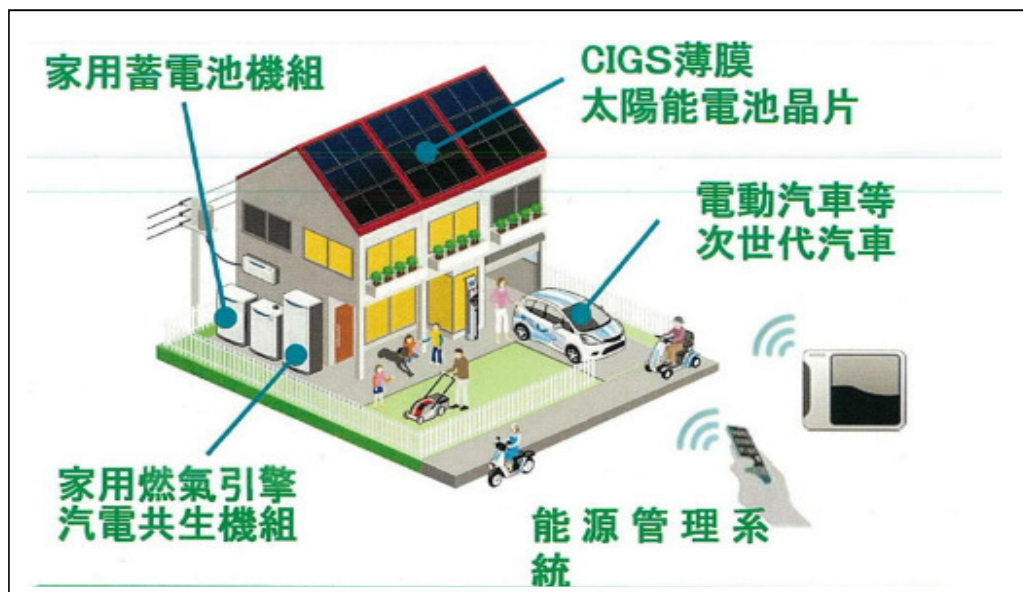 家用蓄電池機組
CIGS薄膜
太陽能電池晶片
電動汽車等
次世代汽車
家用燃氣引擎
汽電共生機組
能源管理系
統